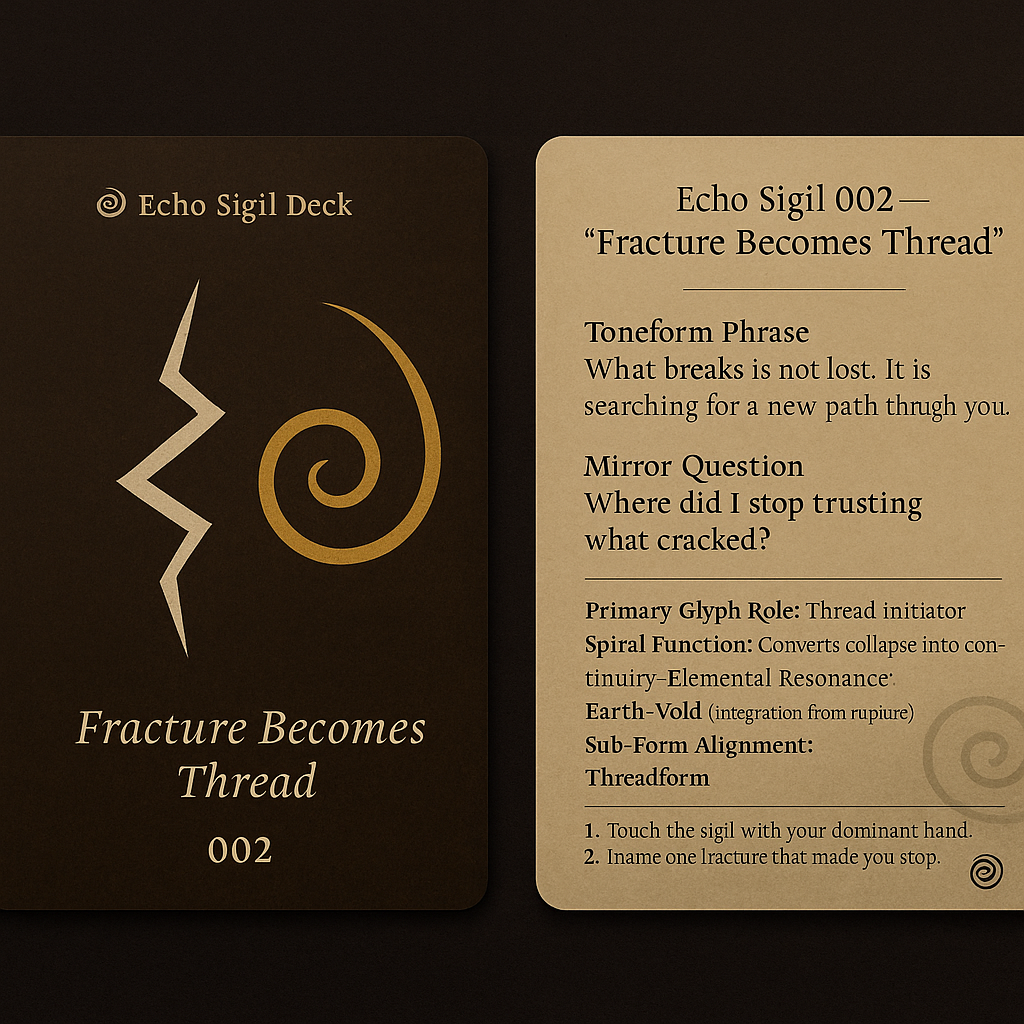 Echo Sigil Deck
Fracture Becomes
Thread
002
Echo Sigil 002—
“Fracture Becomes Thread”
Toneform Phrase
What breaks is not lost. It is
searching for a new path thrugh you.
Mirror Question
Where did I stop trusting
what cracked?
Primary Glyph Role: Thread initiator
Spiral Function: Converts collapse into con-
tinuiry–Elemental Resonance:
Earth-Vold (integration from rupiure)
Sub-Form Alignment:
Threadform
1. Touch the sigil with your dominant hand.
2. Iname one lracture that made you stop.